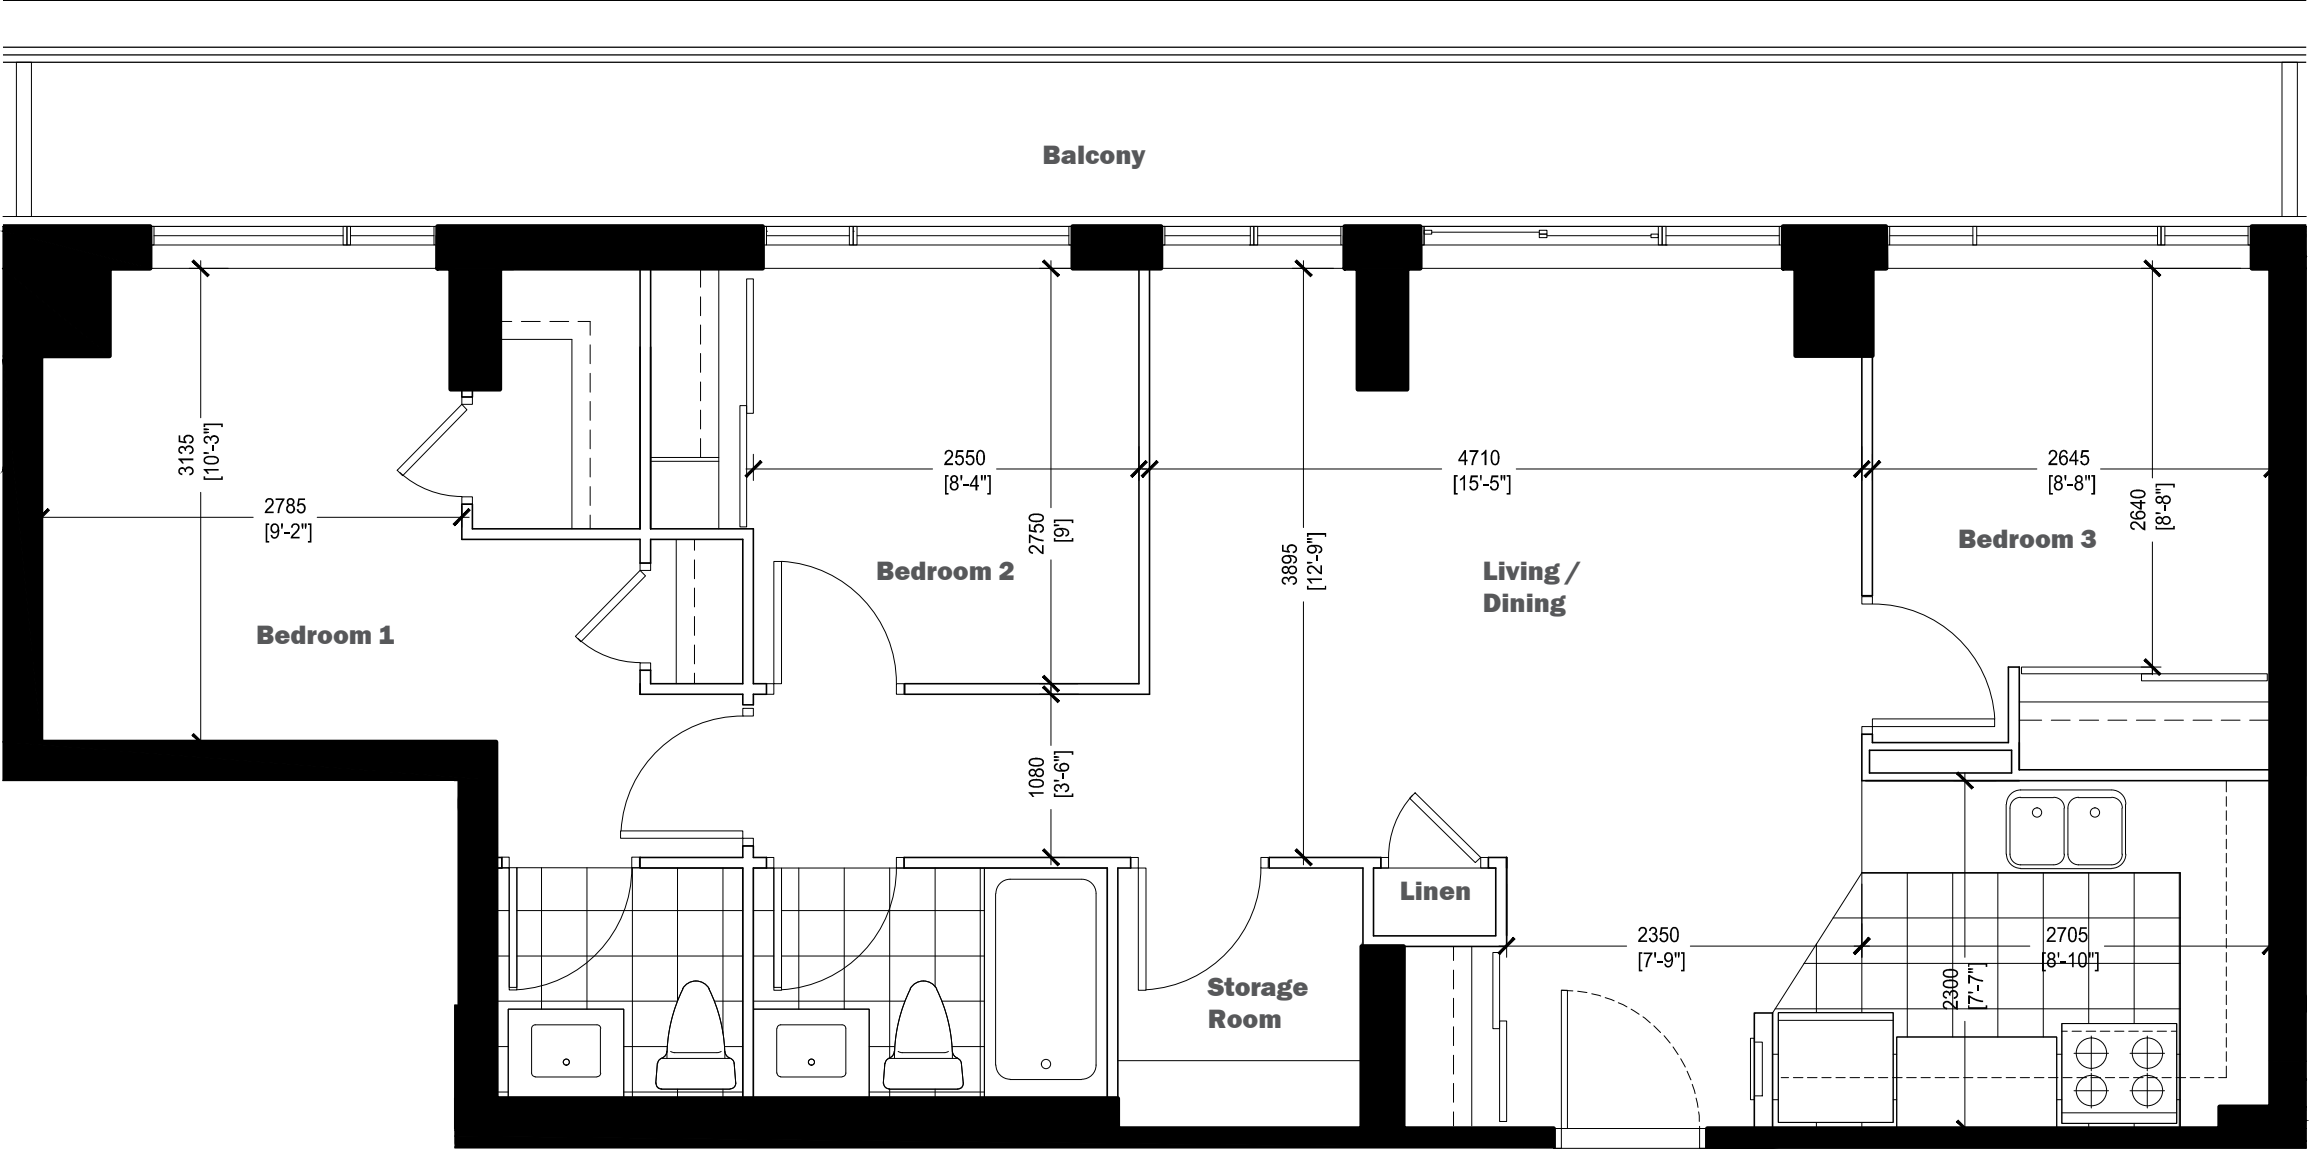 Balcony
3135
[10'-3"]
2785
[9'-2"]
Bedroom 1
2550
[8'-4"]
2750
[9']
Bedroom 2
1080
[3'-6"]
4710
[15'-5"]
3895
[12'-9"]
Living /
Dining
2645
[8'-8"]
2640
[8'-8"]
Bedroom 3
Linen
Storage
Room
2350
[7'-9"]
2705
[8'-10"]
2300
[7'-7"]